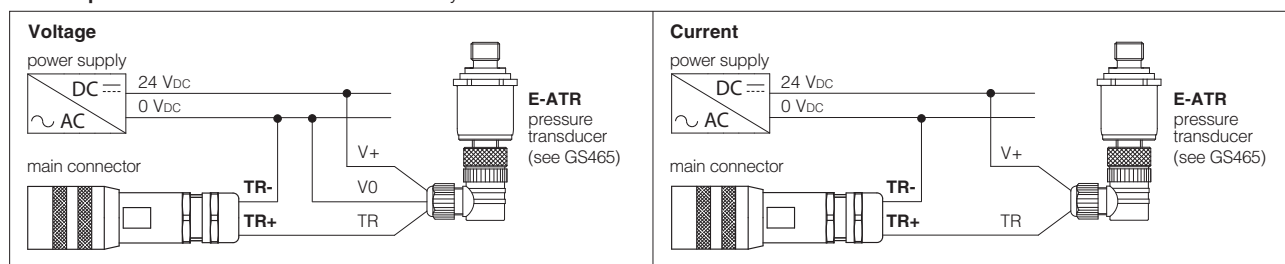 Voltage
power supply
DC
AC
24 VDC
0 VDC
main connector
TR-
TR+
V+
V0
TR
E-ATR
pressure
transducer
(see GS465)
Current
power supply
DC
AC
24 VDC
0 VDC
main connector
TR-
TR+
V+
TR
E-ATR
pressure
transducer
(see GS465)